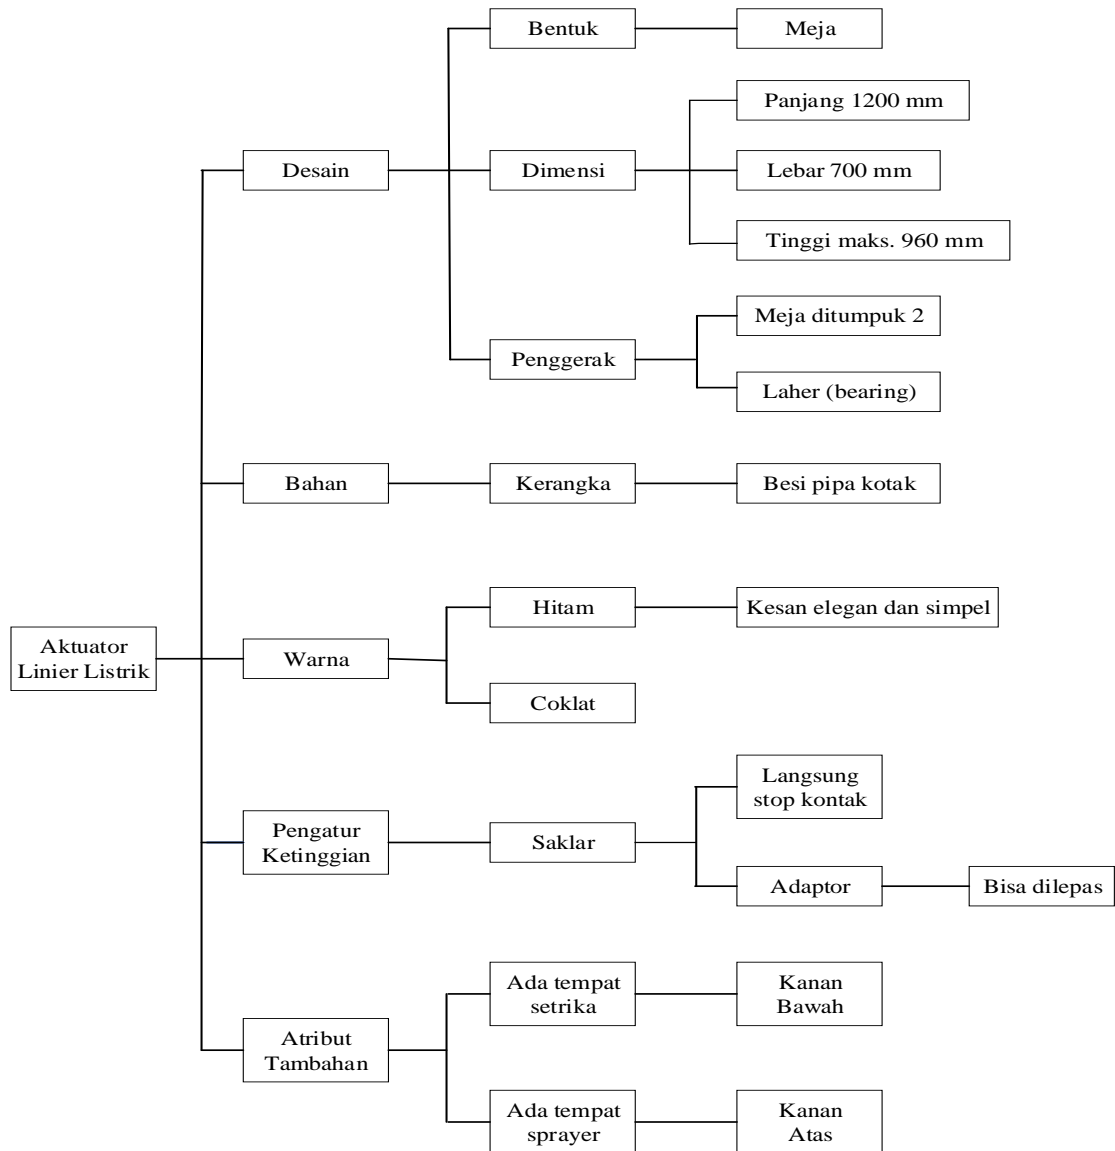 Bentuk
Meja
Panjang 1200 mm
Desain
Dimensi
Lebar 700 mm
Tinggi maks. 960 mm
Meja ditumpuk 2
Penggerak
Laher (bearing)
Bahan
Kerangka
Besi pipa kotak
Hitam
Kesan elegan dan simpel
Aktuator
Linier Listrik
Warna
Coklat
Langsung
stop kontak
Pengatur
Ketinggian
Saklar
Adaptor
Bisa dilepas
Ada tempat
setrika
Kanan
Bawah
Atribut
Tambahan
Ada tempat
sprayer
Kanan
Atas